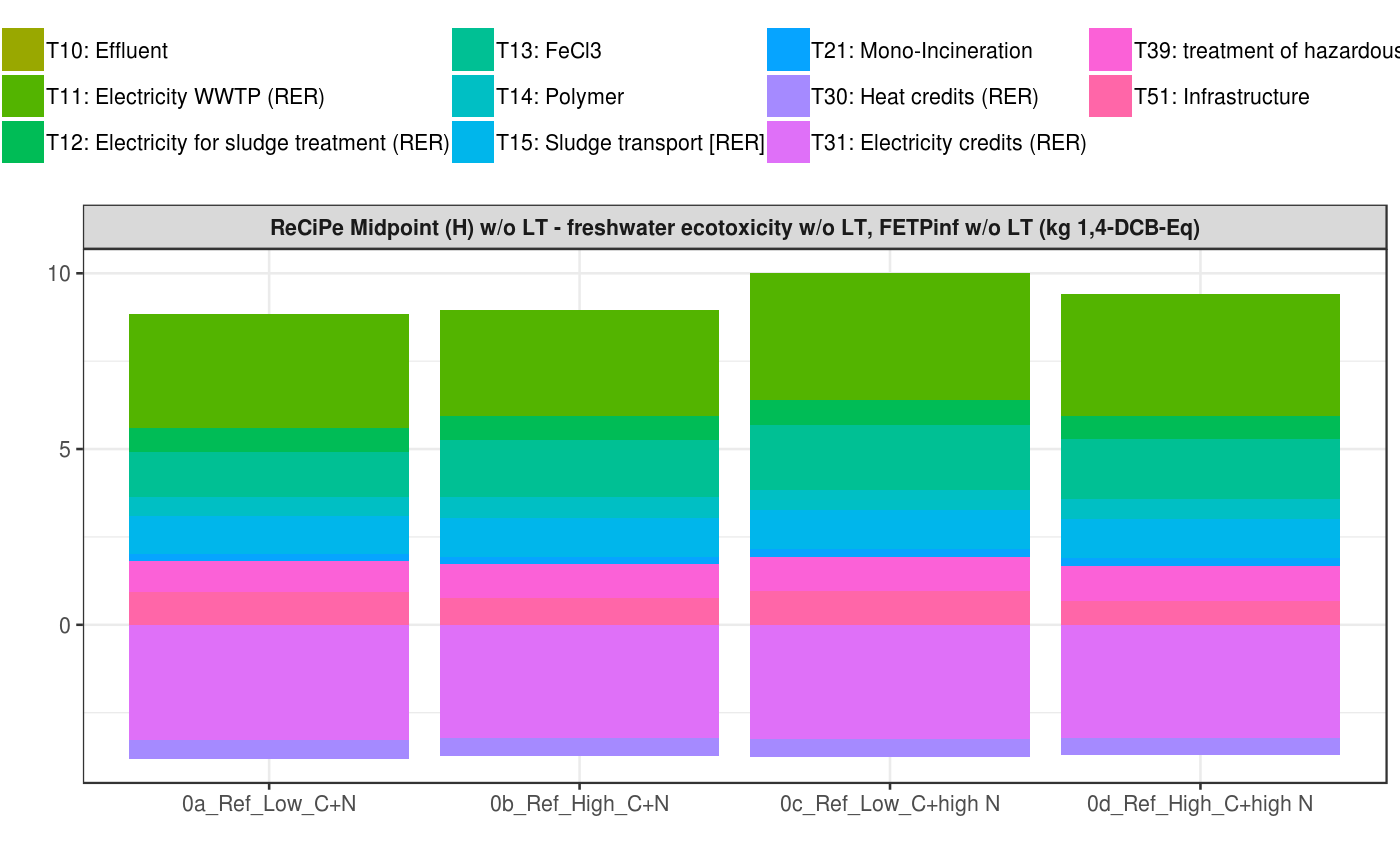 T10: Effluent
T11: Electricity WWTP (RER)
T12: Electricity for sludge treatment (RER)
T13: FeCl3
T14: Polymer
T15: Sludge transport [RER]
T21: Mono-Incineration
T30: Heat credits (RER)
T31: Electricity credits (RER)
T39: treatment of hazardous
T51: Infrastructure
ReCiPe Midpoint (H) w/o LT - freshwater ecotoxicity w/o LT, FETPinf w/o LT (kg 1,4-DCB-Eq)
10
5
0
0a_Ref_Low_C+N
0b_Ref_High_C+N
0c_Ref_Low_C+high N
0d_Ref_High_C+high N